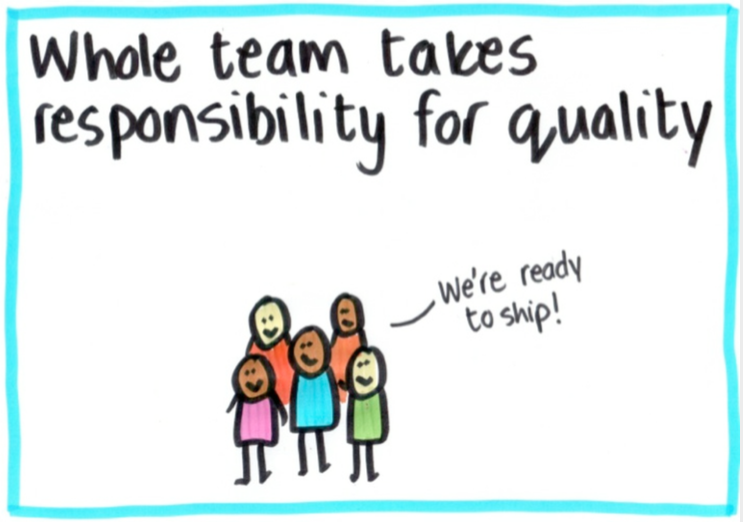 Whole team takes
responsibility for quality
We're ready
to ship!